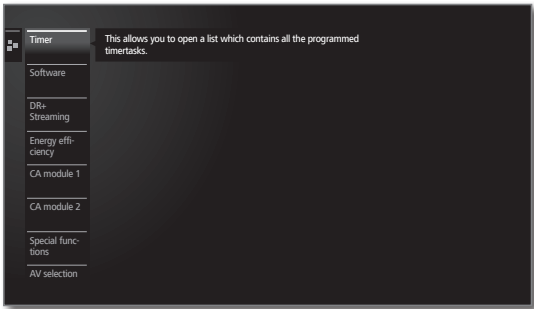 Timer
This allows you to open a list which contains all the programmed
timertasks.
Software
DR+
Streaming
Energy effi-
ciency
CA module 1
CA module 2
Special func-
tions
AV selection